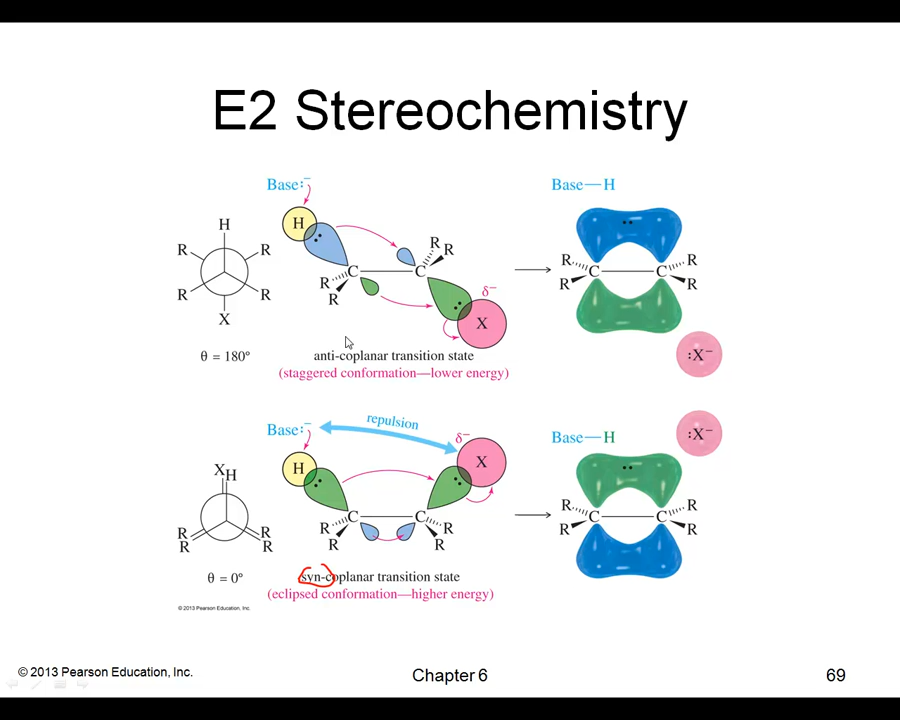 E2 Stereochemistry
Base:⁻
Base—H
H
H
R
R
R
R
X
C
C
R
R
R
R
δ⁻
X
R
R
C
C
R
R
:X⁻
θ = 180°
anti-coplanar transition state
(staggered conformation—lower energy)
repulsion
Base:⁻
δ⁻
Base—H
:X⁻
X
H
R
R
R
R
H
X
C
C
R
R
R
R
R
R
C
C
R
R
θ = 0°
syn-coplanar transition state
(eclipsed conformation—higher energy)
© 2013 Pearson Education, Inc.
© 2013 Pearson Education, Inc.
Chapter 6
69